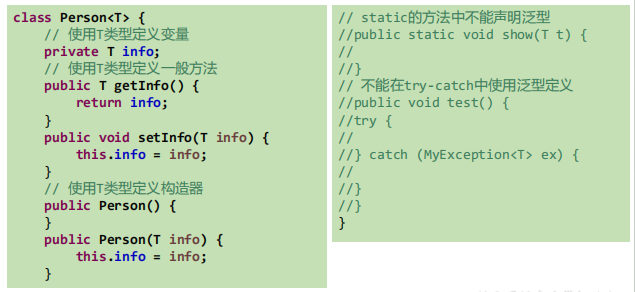 class Person<T> {
// 使用T类型定义变量
private T info;
// 使用T类型定义一般方法
public T getInfo() {
return info;
}
public void setInfo(T info) {
this.info = info;
}
// 使用T类型定义构造器
public Person() {
}
public Person(T info) {
this.info = info;
}
// static的方法中不能声明泛型
//public static void show(T t) {
//
//}
// 不能在try-catch中使用泛型定义
//public void test() {
//try {
//
//} catch (MyException<T> ex) {
//
//}
//}
}